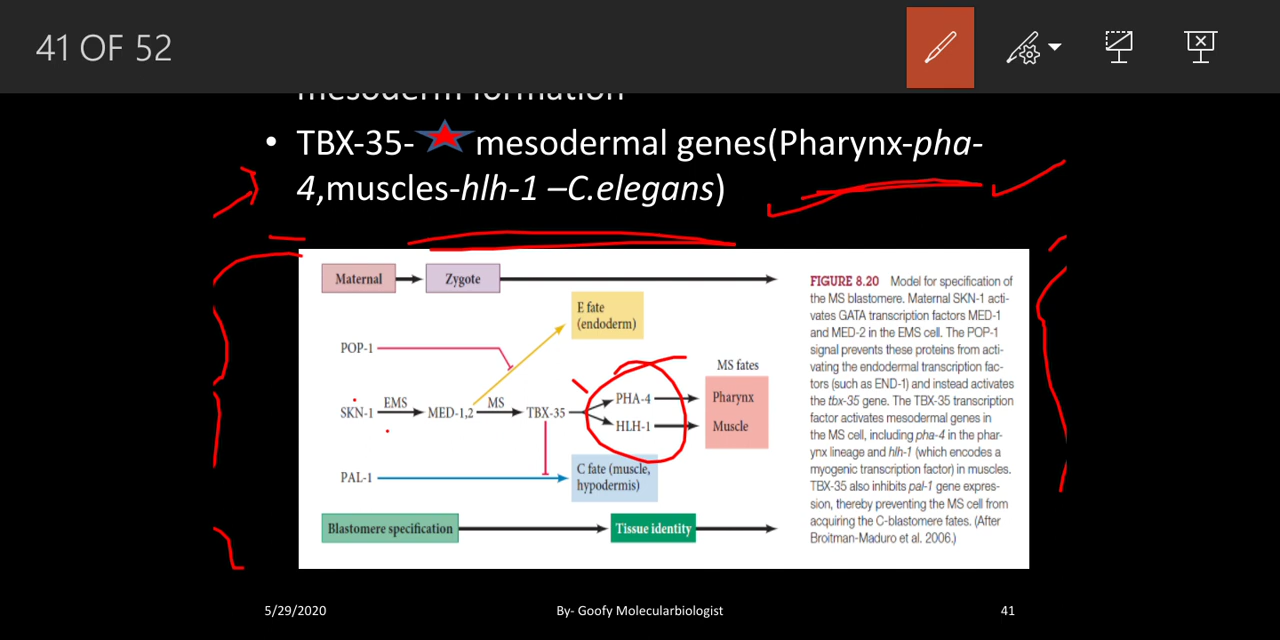 41 OF 52
mesoderm formation
• TBX-35- mesodermal genes(Pharynx-pha-
4,muscles-hlh-1 –C.elegans)
Maternal Zygote
E fate
(endoderm)
POP-1
MS fates
SKN-1 EMS MED-1,2 MS TBX-35 PHA-4 Pharynx
HLH-1 Muscle
PAL-1 C fate (muscle,
hypodermis)
Blastomere specification Tissue identity
FIGURE 8.20 Model for specification of
the MS blastomere. Maternal SKN-1 acti-
vates GATA transcription factors MED-1
and MED-2 in the EMS cell. The POP-1
signal prevents these proteins from acti-
vating the endodermal transcription fac-
tors (such as END-1) and instead activates
the tbx-35 gene. The TBX-35 transcription
factor activates mesodermal genes in
the MS cell, including pha-4 in the phar-
ynx lineage and hlh-1 (which encodes a
myogenic transcription factor) in muscles.
TBX-35 also inhibits pal-1 gene expres-
sion, thereby preventing the MS cell from
acquiring the C-blastomere fates. (After
Broitman-Maduro et al. 2006.)
5/29/2020 By- Goofy Molecularbiologist 41